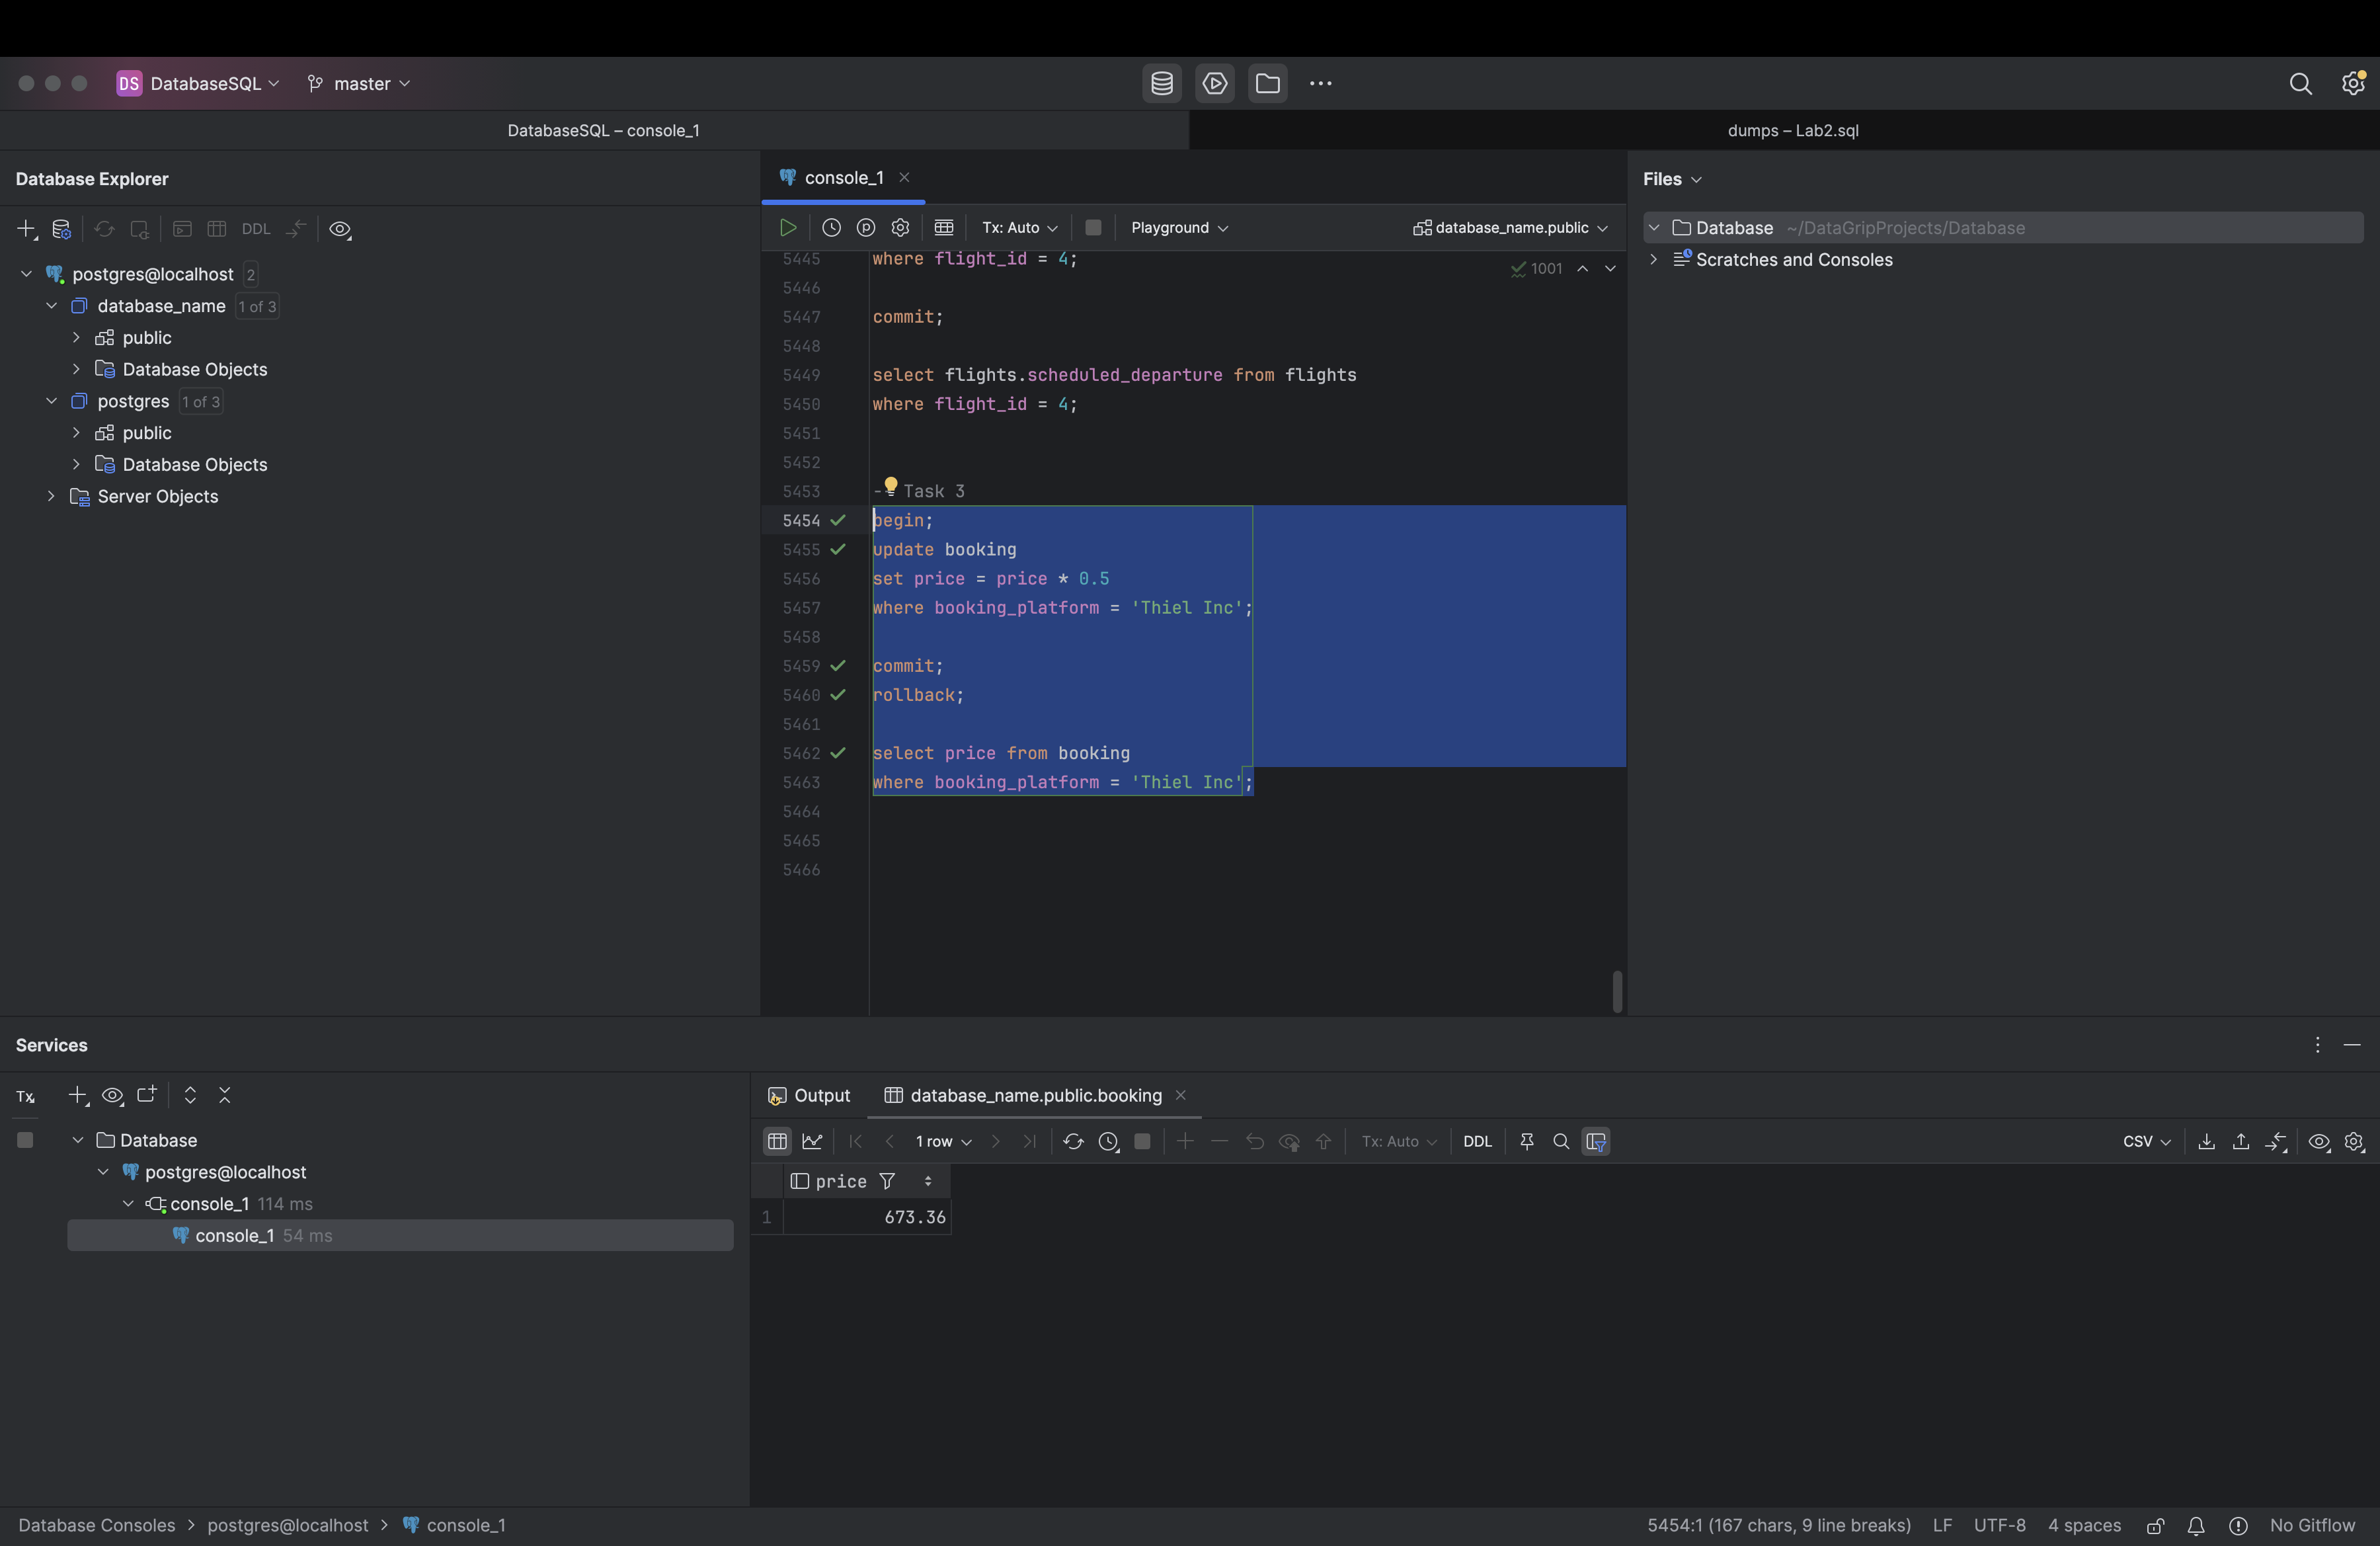 DS DatabaseSQL master
DatabaseSQL – console_1
dumps – Lab2.sql
Database Explorer
DDL
postgres@localhost 2
database_name 1 of 3
public
Database Objects
postgres 1 of 3
public
Database Objects
Server Objects
console_1
Tx: Auto
Playground
database_name.public
1001
5445 where flight_id = 4;
5446
5447 commit;
5448
5449 select flights.scheduled_departure from flights
5450 where flight_id = 4;
5451
5452
5453 -- Task 3
5454 begin;
5455 update booking
5456 set price = price * 0.5
5457 where booking_platform = 'Thiel Inc';
5458
5459 commit;
5460 rollback;
5461
5462 select price from booking
5463 where booking_platform = 'Thiel Inc';
5464
5465
5466
Files
Database ~/DataGripProjects/Database
Scratches and Consoles
Services
Tx
Database
postgres@localhost
console_1 114 ms
console_1 54 ms
Output
database_name.public.booking
1 row
Tx: Auto
DDL
CSV
price
1 673.36
Database Consoles > postgres@localhost > console_1
5454:1 (167 chars, 9 line breaks) LF UTF-8 4 spaces No Gitflow